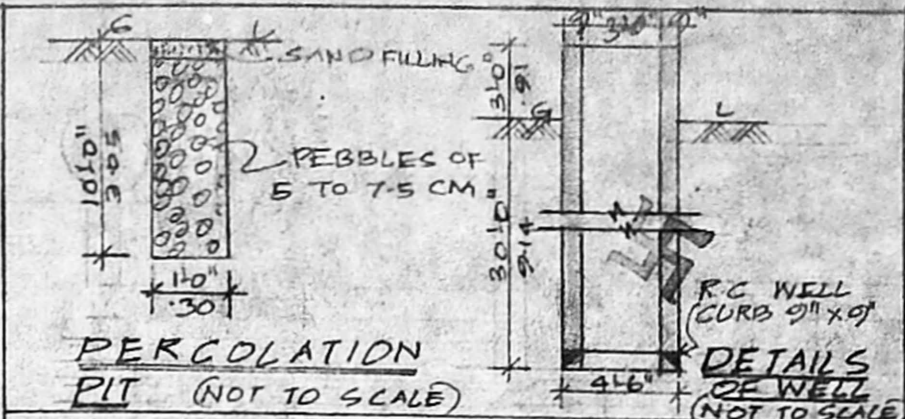 G L
SAND FILLING
10'-0"
3.05
PEBBLES OF
5 TO 7.5 CM.
1'-0"
.30
PERCOLATION
PIT (NOT TO SCALE)
9" 3'-0" 9"
3'-0"
.91
G L
30'-0"
9.14
R.C WELL
CURB 9" x 9"
4'-6"
DETAILS
OF WELL
(NOT TO SCALE)